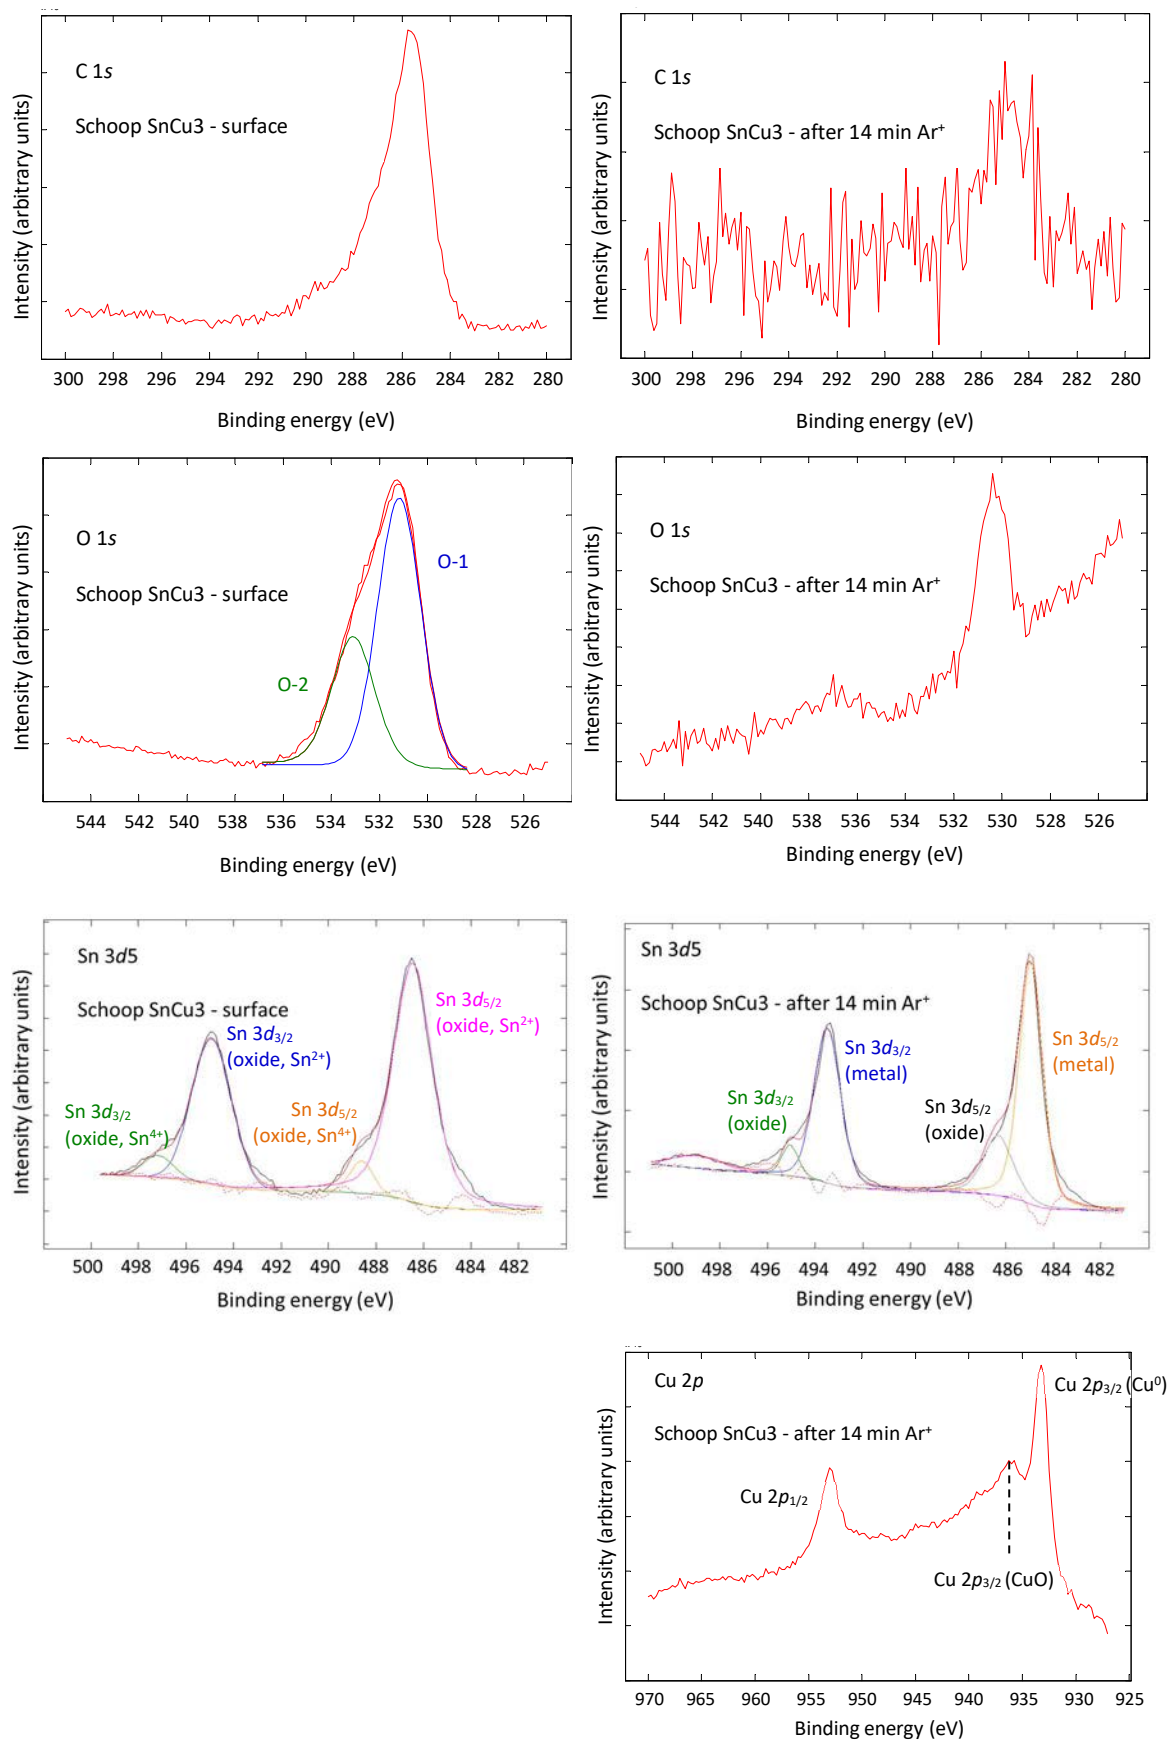 C 1s
Schoop SnCu3 - surface
Intensity (arbitrary units)
300 298 296 294 292 290 288 286 284 282 280
Binding energy (eV)
C 1s
Schoop SnCu3 - after 14 min Ar⁺
Intensity (arbitrary units)
300 298 296 294 292 290 288 286 284 282 280
Binding energy (eV)
O 1s
Schoop SnCu3 - surface
O-1
O-2
Intensity (arbitrary units)
544 542 540 538 536 534 532 530 528 526
Binding energy (eV)
O 1s
Schoop SnCu3 - after 14 min Ar⁺
Intensity (arbitrary units)
544 542 540 538 536 534 532 530 528 526
Binding energy (eV)
Sn 3d5
Schoop SnCu3 - surface
Sn 3d5/2
(oxide, Sn²⁺)
Sn 3d3/2
(oxide, Sn²⁺)
Sn 3d3/2
(oxide, Sn⁴⁺)
Sn 3d5/2
(oxide, Sn⁴⁺)
Intensity (arbitrary units)
500 498 496 494 492 490 488 486 484 482
Binding energy (eV)
Sn 3d5
Schoop SnCu3 - after 14 min Ar⁺
Sn 3d5/2
(metal)
Sn 3d3/2
(metal)
Sn 3d3/2
(oxide)
Sn 3d5/2
(oxide)
Intensity (arbitrary units)
500 498 496 494 492 490 488 486 484 482
Binding energy (eV)
Cu 2p
Cu 2p3/2 (Cu⁰)
Schoop SnCu3 - after 14 min Ar⁺
Cu 2p1/2
Cu 2p3/2 (CuO)
Intensity (arbitrary units)
970 965 960 955 950 945 940 935 930 925
Binding energy (eV)